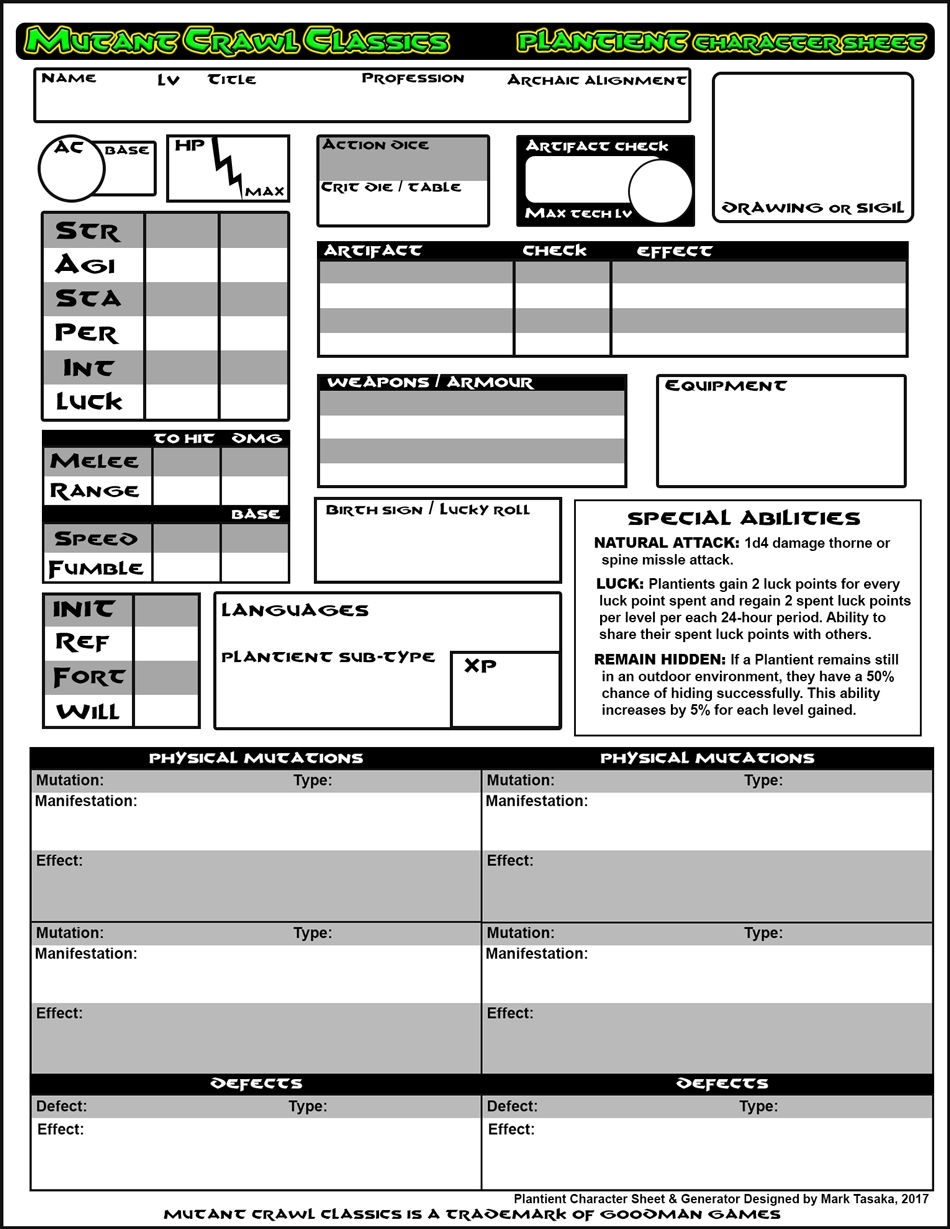 Mutant Crawl Classics
Plantient Character Sheet
Name Lv Title Profession Archaic Alignment
AC Base
HP
Max
Action Dice
Crit Die / Table
Artifact Check
Max Tech Lv
Drawing or Sigil
Str
Agi
Sta
Per
Int
Luck
Artifact Check Effect
Weapons / Armour
Equipment
To Hit Dmg
Melee
Range
Base
Speed
Fumble
Birth Sign / Lucky Roll
Special Abilities
NATURAL ATTACK: 1d4 damage thorne or
spine missle attack.
LUCK: Plantients gain 2 luck points for every
luck point spent and regain 2 spent luck points
per level per each 24-hour period. Ability to
share their spent luck points with others.
REMAIN HIDDEN: If a Plantient remains still
in an outdoor environment, they have a 50%
chance of hiding successfully. This ability
increases by 5% for each level gained.
Init
Ref
Fort
Will
Languages
Plantient Sub-Type
XP
Physical Mutations
Physical Mutations
Mutation: Type:
Manifestation:
Effect:
Mutation: Type:
Manifestation:
Effect:
Mutation: Type:
Manifestation:
Effect:
Mutation: Type:
Manifestation:
Effect:
Defects
Defects
Defect: Type:
Effect:
Defect: Type:
Effect:
Plantient Character Sheet & Generator Designed by Mark Tasaka, 2017
Mutant Crawl Classics is a trademark of Goodman Games